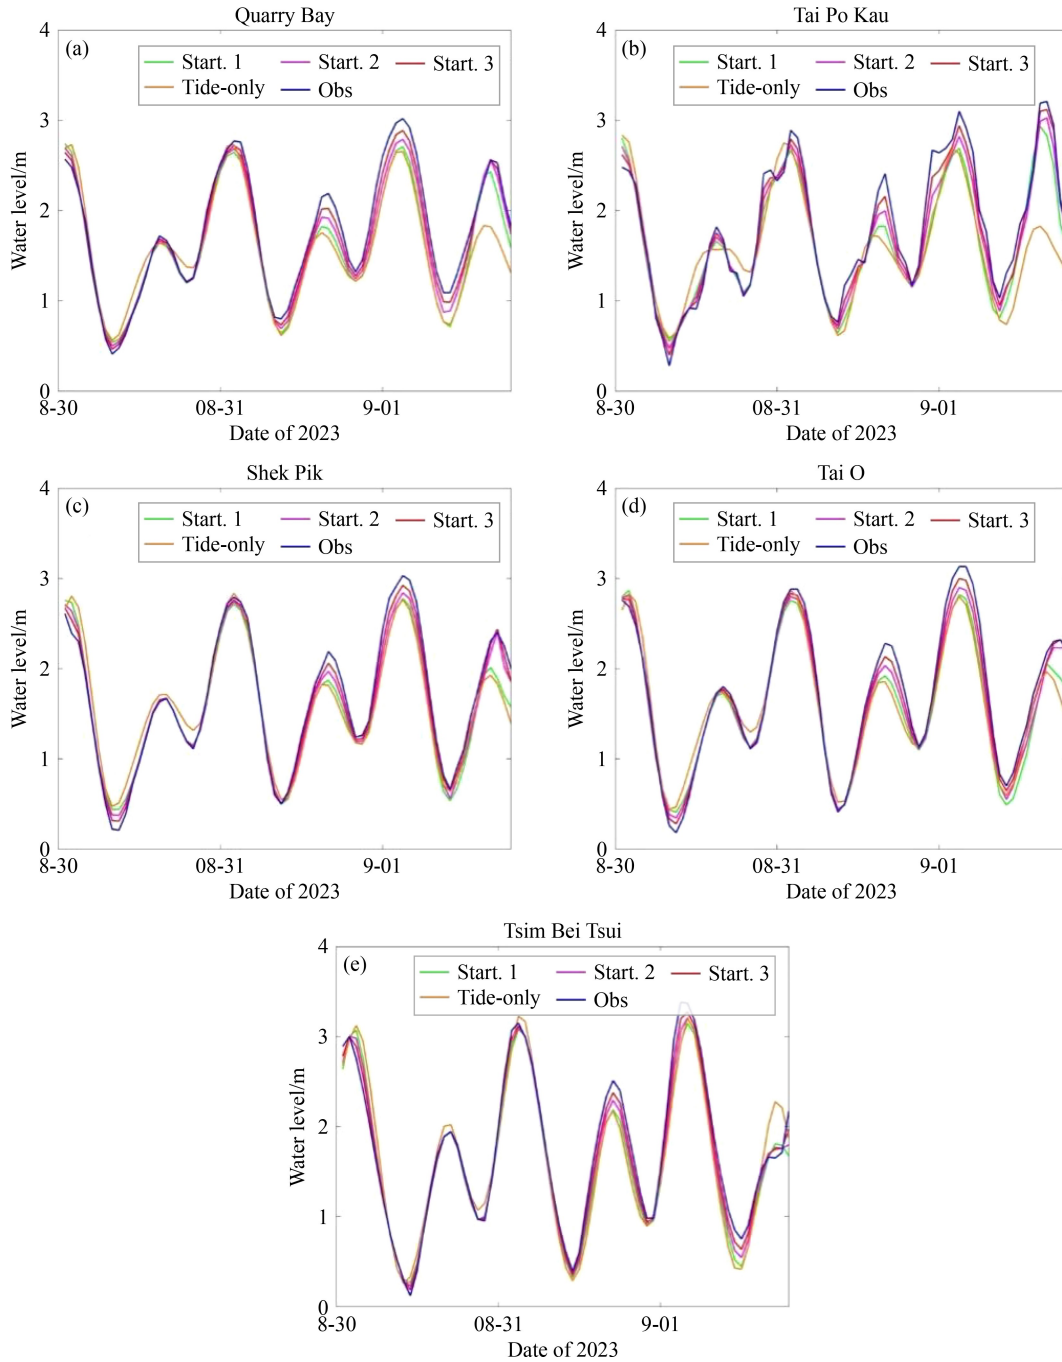 Quarry Bay
(a)
Start. 1 Start. 2 Start. 3
Tide-only Obs
4
3
2
1
0
Water level/m
8-30 08-31 9-01
Date of 2023
Tai Po Kau
(b)
Start. 1 Start. 2 Start. 3
Tide-only Obs
4
3
2
1
0
Water level/m
8-30 08-31 9-01
Date of 2023
Shek Pik
(c)
Start. 1 Start. 2 Start. 3
Tide-only Obs
4
3
2
1
0
Water level/m
8-30 08-31 9-01
Date of 2023
Tai O
(d)
Start. 1 Start. 2 Start. 3
Tide-only Obs
4
3
2
1
0
Water level/m
8-30 08-31 9-01
Date of 2023
Tsim Bei Tsui
(e)
Start. 1 Start. 2 Start. 3
Tide-only Obs
4
3
2
1
0
Water level/m
8-30 08-31 9-01
Date of 2023